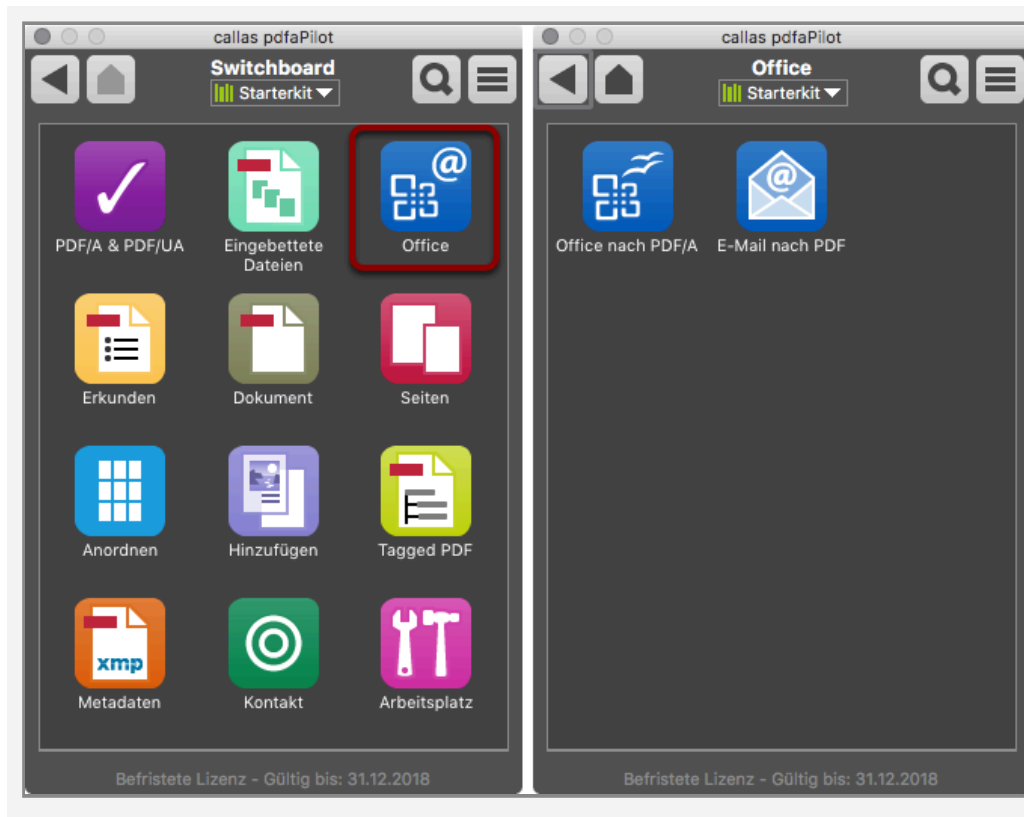 callas pdfaPilot
Switchboard
Starterkit
PDF/A & PDF/UA
Eingebettete
Dateien
@
Office
Erkunden
Dokument
Seiten
Anordnen
Hinzufügen
Tagged PDF
xmp
Metadaten
Kontakt
Arbeitsplatz
Befristete Lizenz - Gültig bis: 31.12.2018
callas pdfaPilot
Office
Starterkit
Office nach PDF/A
@
E-Mail nach PDF
Befristete Lizenz - Gültig bis: 31.12.2018